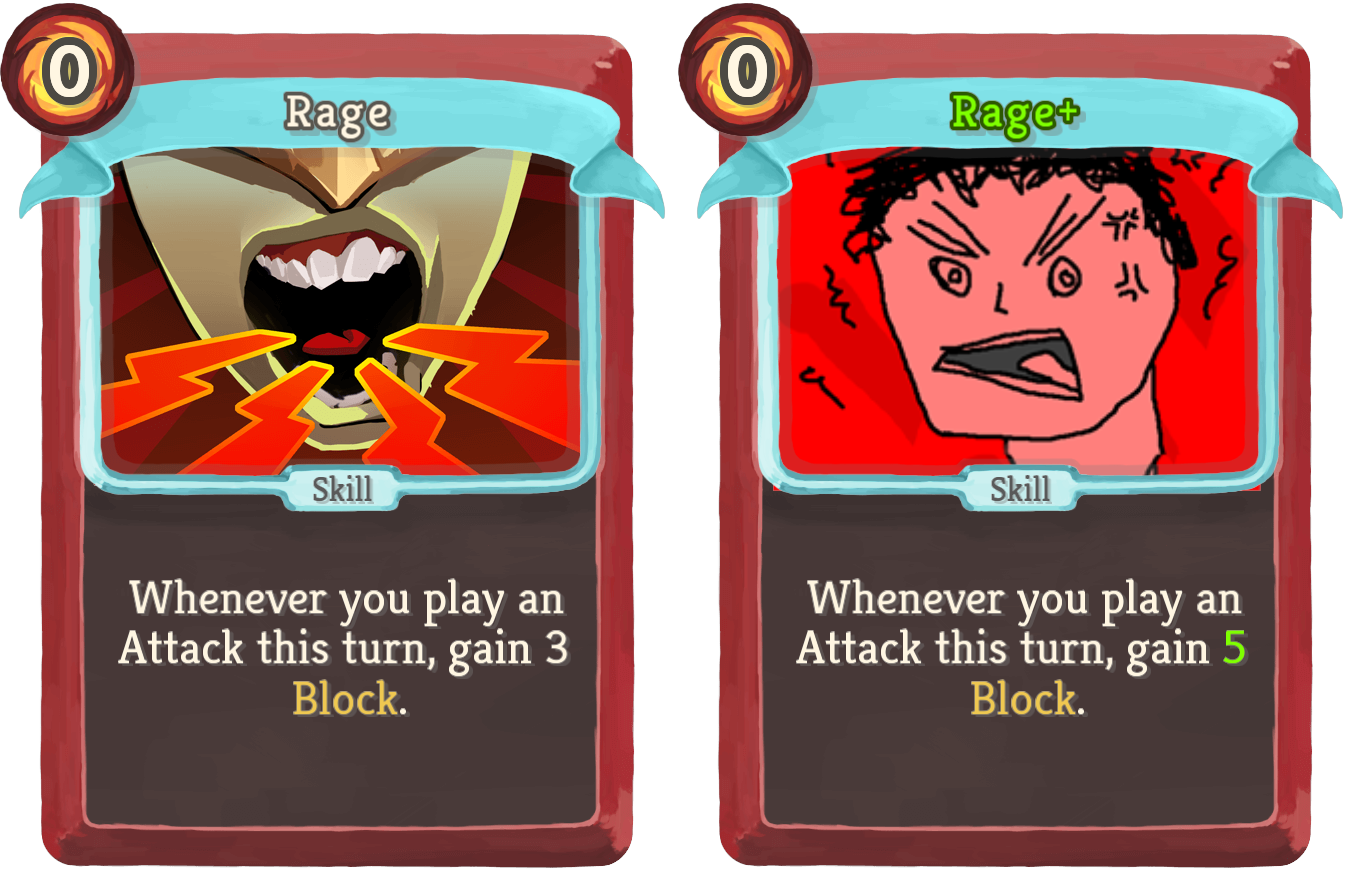 0
Rage
Skill
Whenever you play an
Attack this turn, gain 3
Block.
0
Rage+
Skill
Whenever you play an
Attack this turn, gain 5
Block.